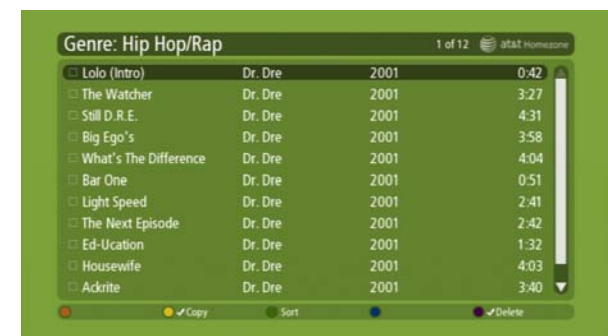 Genre: Hip Hop/Rap 1 of 12 at&t Homezone
Lolo (Intro) Dr. Dre 2001 0:42
The Watcher Dr. Dre 2001 3:27
Still D.R.E. Dr. Dre 2001 4:31
Big Ego's Dr. Dre 2001 3:58
What's The Difference Dr. Dre 2001 4:04
Bar One Dr. Dre 2001 0:51
Light Speed Dr. Dre 2001 2:41
The Next Episode Dr. Dre 2001 2:42
Ed-Ucation Dr. Dre 2001 1:32
Housewife Dr. Dre 2001 4:03
Ackrite Dr. Dre 2001 3:40
✓Copy Sort ✓Delete